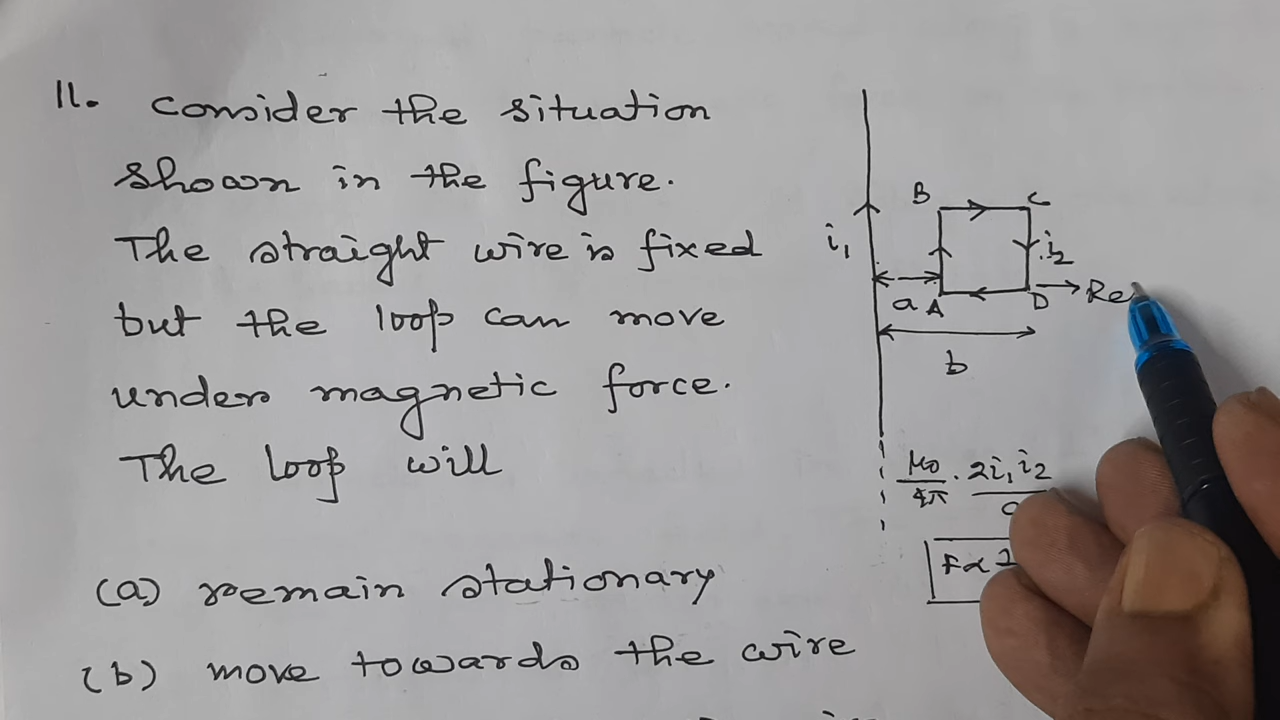 11. Consider the situation
shown in the figure.
The straight wire is fixed
but the loop can move
under magnetic force.
The loop will
(a) remain stationary
(b) move towards the wire
B C
i₁ i₂
a A D → Re
b
μ₀/4π . 2i₁i₂
F∝